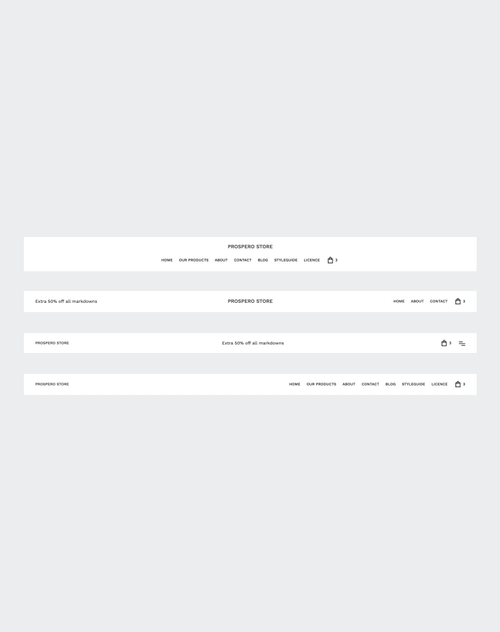 PROSPERO STORE
HOME OUR PRODUCTS ABOUT CONTACT BLOG STYLEGUIDE LICENCE 3
Extra 50% off all markdowns PROSPERO STORE HOME ABOUT CONTACT 3
PROSPERO STORE Extra 50% off all markdowns 3
PROSPERO STORE HOME OUR PRODUCTS ABOUT CONTACT BLOG STYLEGUIDE LICENCE 3